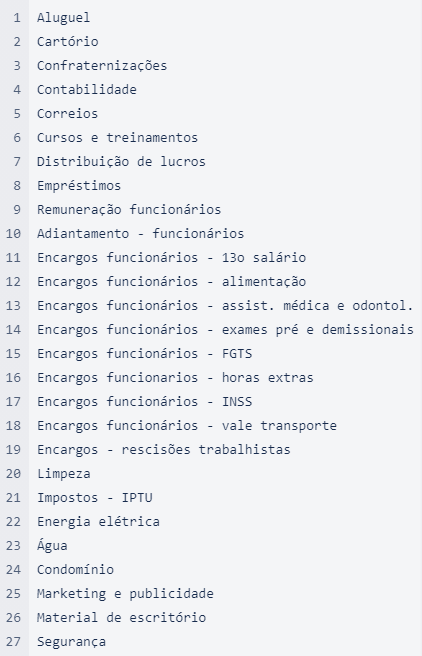 1 Aluguel
2 Cartório
3 Confraternizações
4 Contabilidade
5 Correios
6 Cursos e treinamentos
7 Distribuição de lucros
8 Empréstimos
9 Remuneração funcionários
10 Adiantamento - funcionários
11 Encargos funcionários - 13o salário
12 Encargos funcionários - alimentação
13 Encargos funcionários - assist. médica e odontol.
14 Encargos funcionários - exames pré e demissionais
15 Encargos funcionários - FGTS
16 Encargos funcionarios - horas extras
17 Encargos funcionários - INSS
18 Encargos funcionários - vale transporte
19 Encargos - rescisões trabalhistas
20 Limpeza
21 Impostos - IPTU
22 Energia elétrica
23 Água
24 Condomínio
25 Marketing e publicidade
26 Material de escritório
27 Segurança